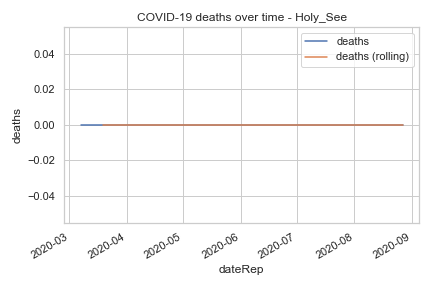 COVID-19 deaths over time - Holy_See
deaths
deaths (rolling)
0.04
0.02
0.00
−0.02
−0.04
deaths
2020-03
2020-04
2020-05
2020-06
2020-07
2020-08
2020-09
dateRep